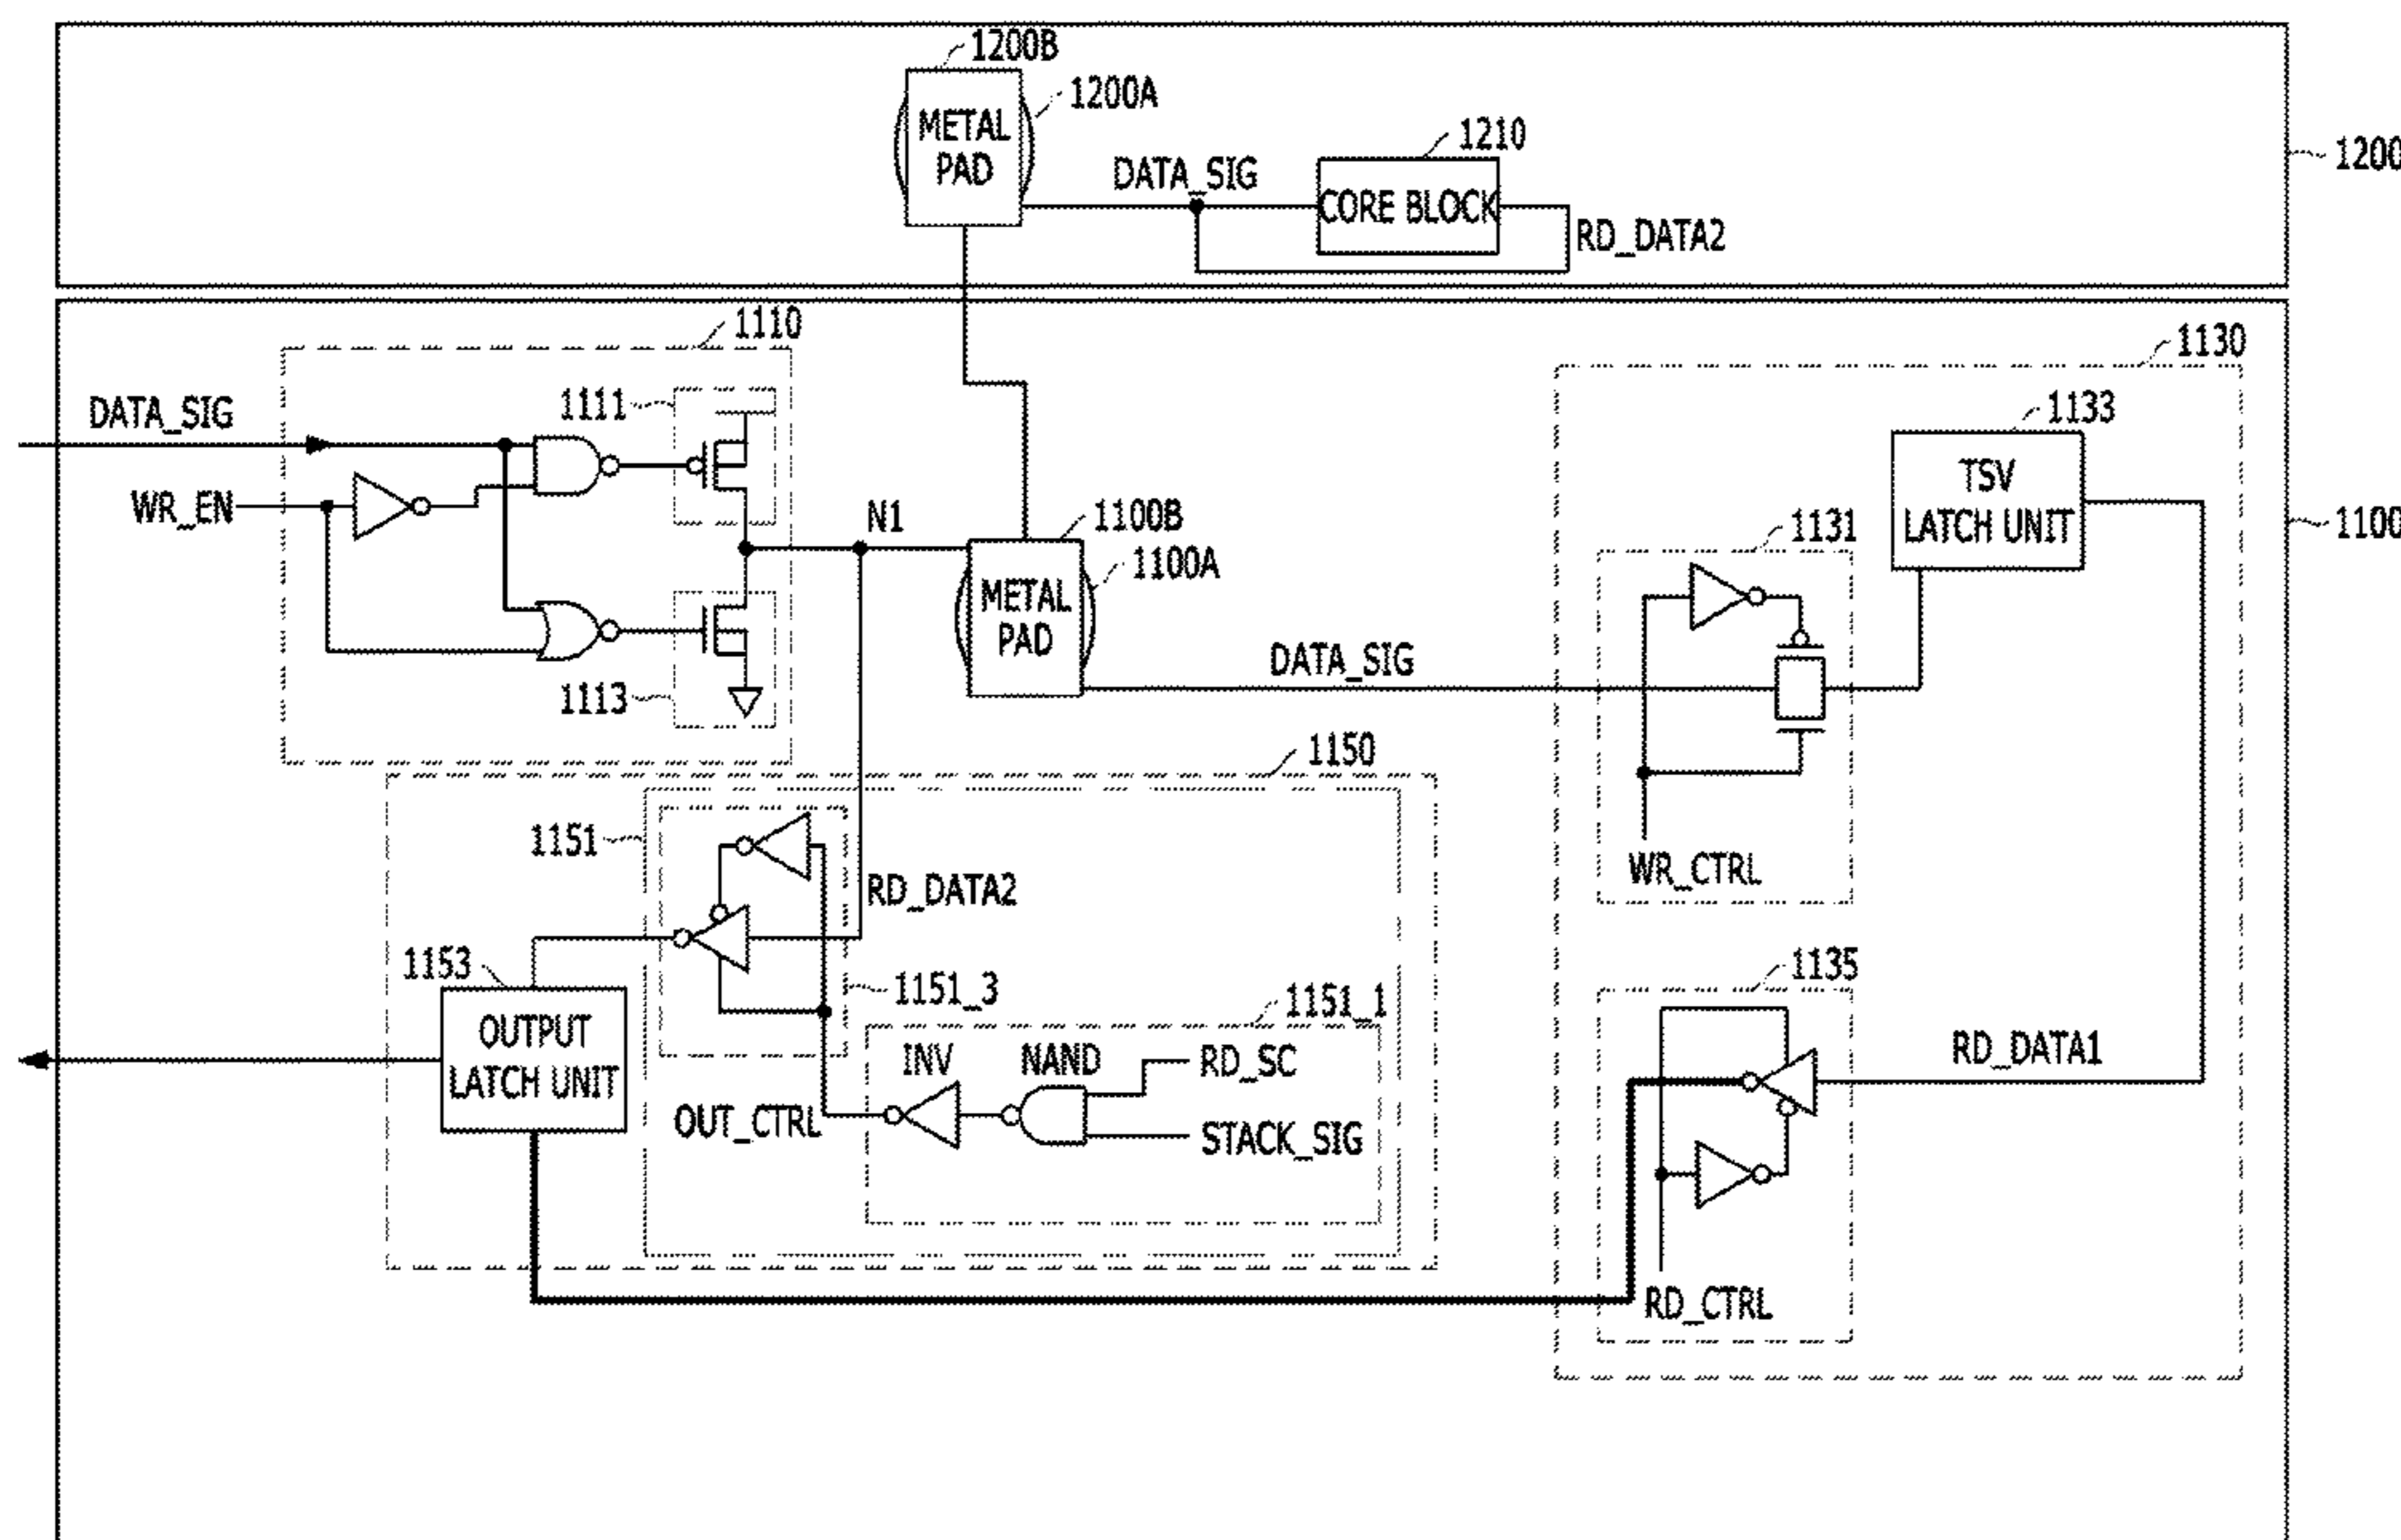 1200B
1200A
METAL
PAD
1210
DATA_SIG
CORE BLOCK
RD_DATA2
1200
1110
1130
1111
DATA_SIG
1133
TSV
LATCH UNIT
WR_EN
N1
1100B
1100A
METAL
PAD
1131
1100
DATA_SIG
1113
1150
1151
WR_CTRL
RD_DATA2
1153
1151_3
1151_1
1135
OUTPUT
LATCH UNIT
INV
NAND
RD_SC
RD_DATA1
OUT_CTRL
STACK_SIG
RD_CTRL